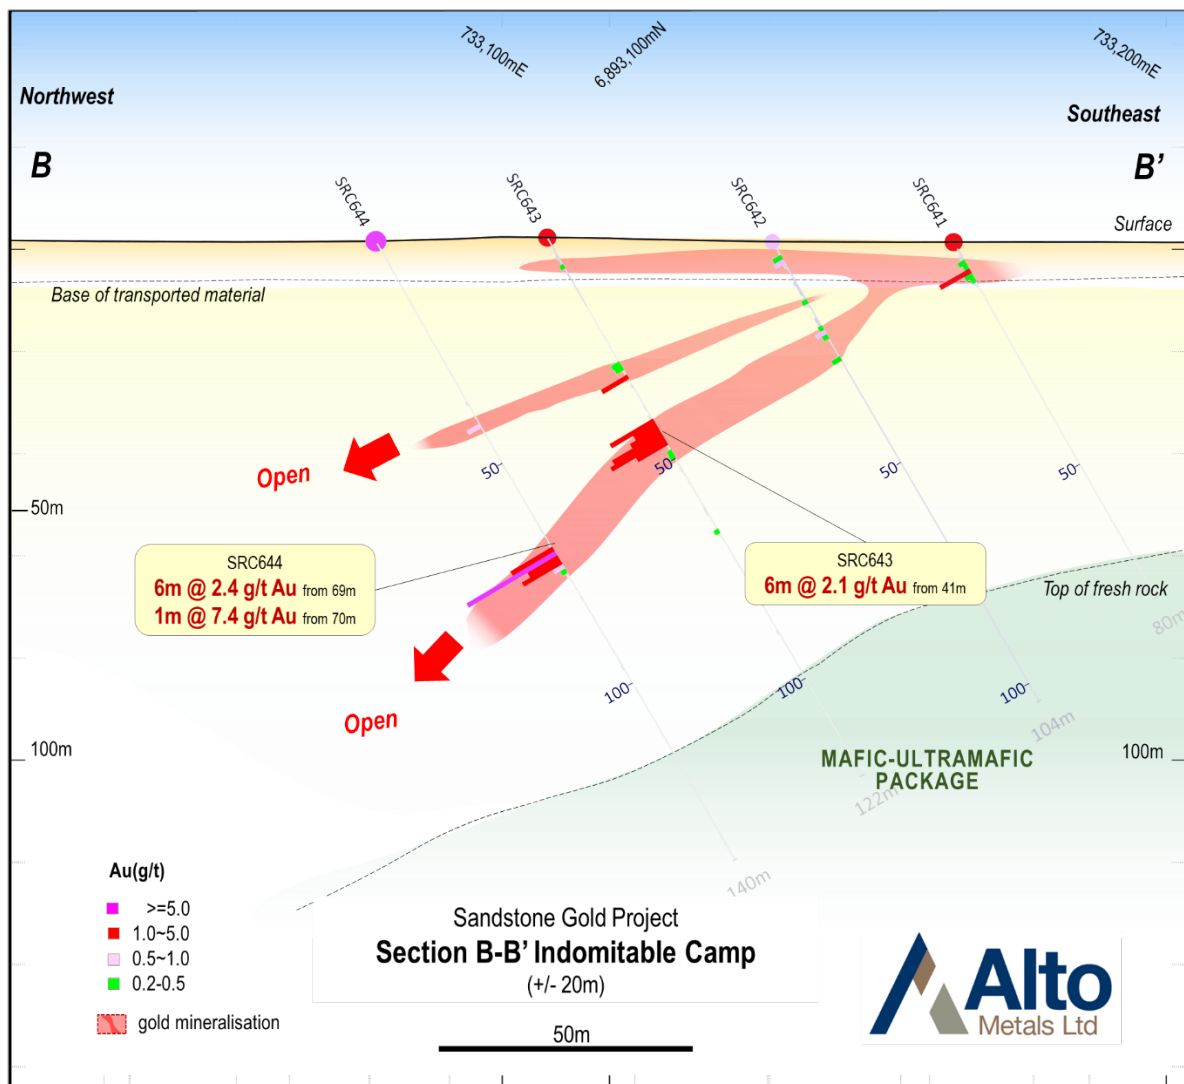 733,100mE
6,893,100mN
733,200mE
Northwest
Southeast
B
B’
SRC644
SRC643
SRC642
SRC641
Surface
Base of transported material
Open
50-
50-
50-
50-
50m
SRC644
6m @ 2.4 g/t Au from 69m
1m @ 7.4 g/t Au from 70m
SRC643
6m @ 2.1 g/t Au from 41m
Top of fresh rock
80m
Open
100-
100-
100-
104m
100m
100m
MAFIC-ULTRAMAFIC
PACKAGE
122m
140m
Au(g/t)
>=5.0
1.0~5.0
0.5~1.0
0.2-0.5
gold mineralisation
Sandstone Gold Project
Section B-B’ Indomitable Camp
(+/- 20m)
50m
Alto
Metals Ltd